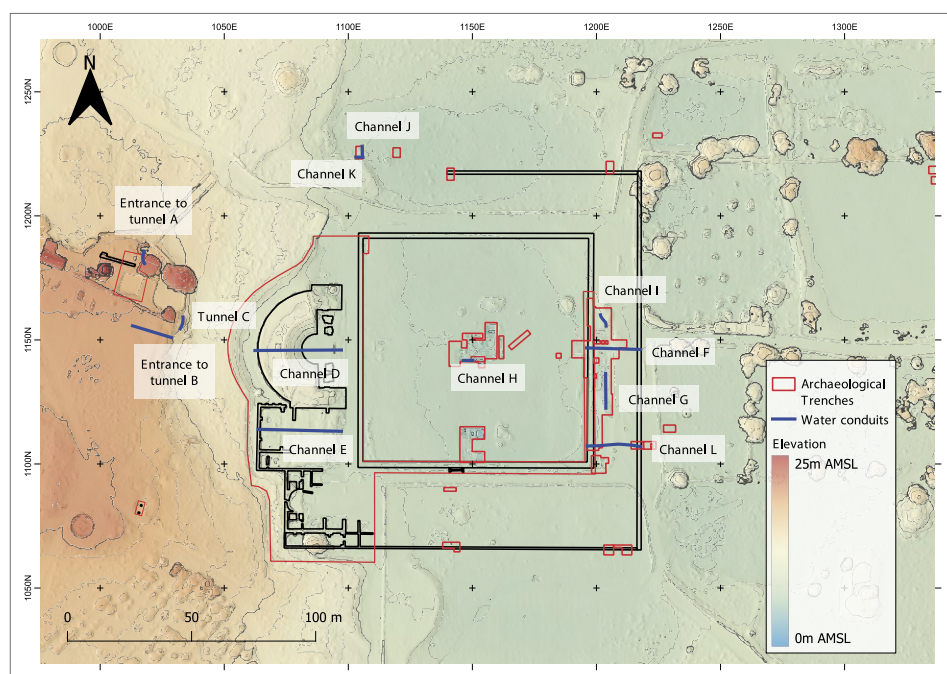 1000E 1050E 1100E 1150E 1200E 1250E 1300E
N
1250N
1200N
1150N
1100N
1050N
Channel J
Channel K
Entrance to
tunnel A
Tunnel C
Entrance to
tunnel B
Channel D
Channel E
Channel H
Channel I
Channel F
Channel G
Channel L
Archaeological
Trenches
Water conduits
Elevation
25m AMSL
0m AMSL
0 50 100 m